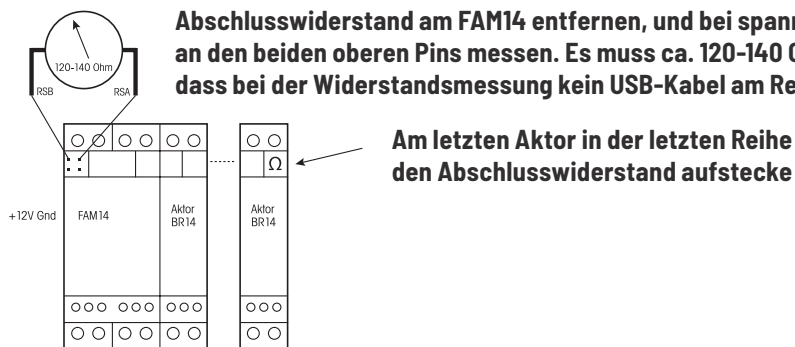 Abschlusswiderstand am FAM14 entfernen, und bei spann
an den beiden oberen Pins messen. Es muss ca. 120-140 O
dass bei der Widerstandsmessung kein USB-Kabel am Re
120-140 Ohm
RSB
RSA
Am letzten Aktor in der letzten Reihe
den Abschlusswiderstand aufstecke
Ω
+12V Gnd
FAM14
Aktor
BR14
Aktor
BR14